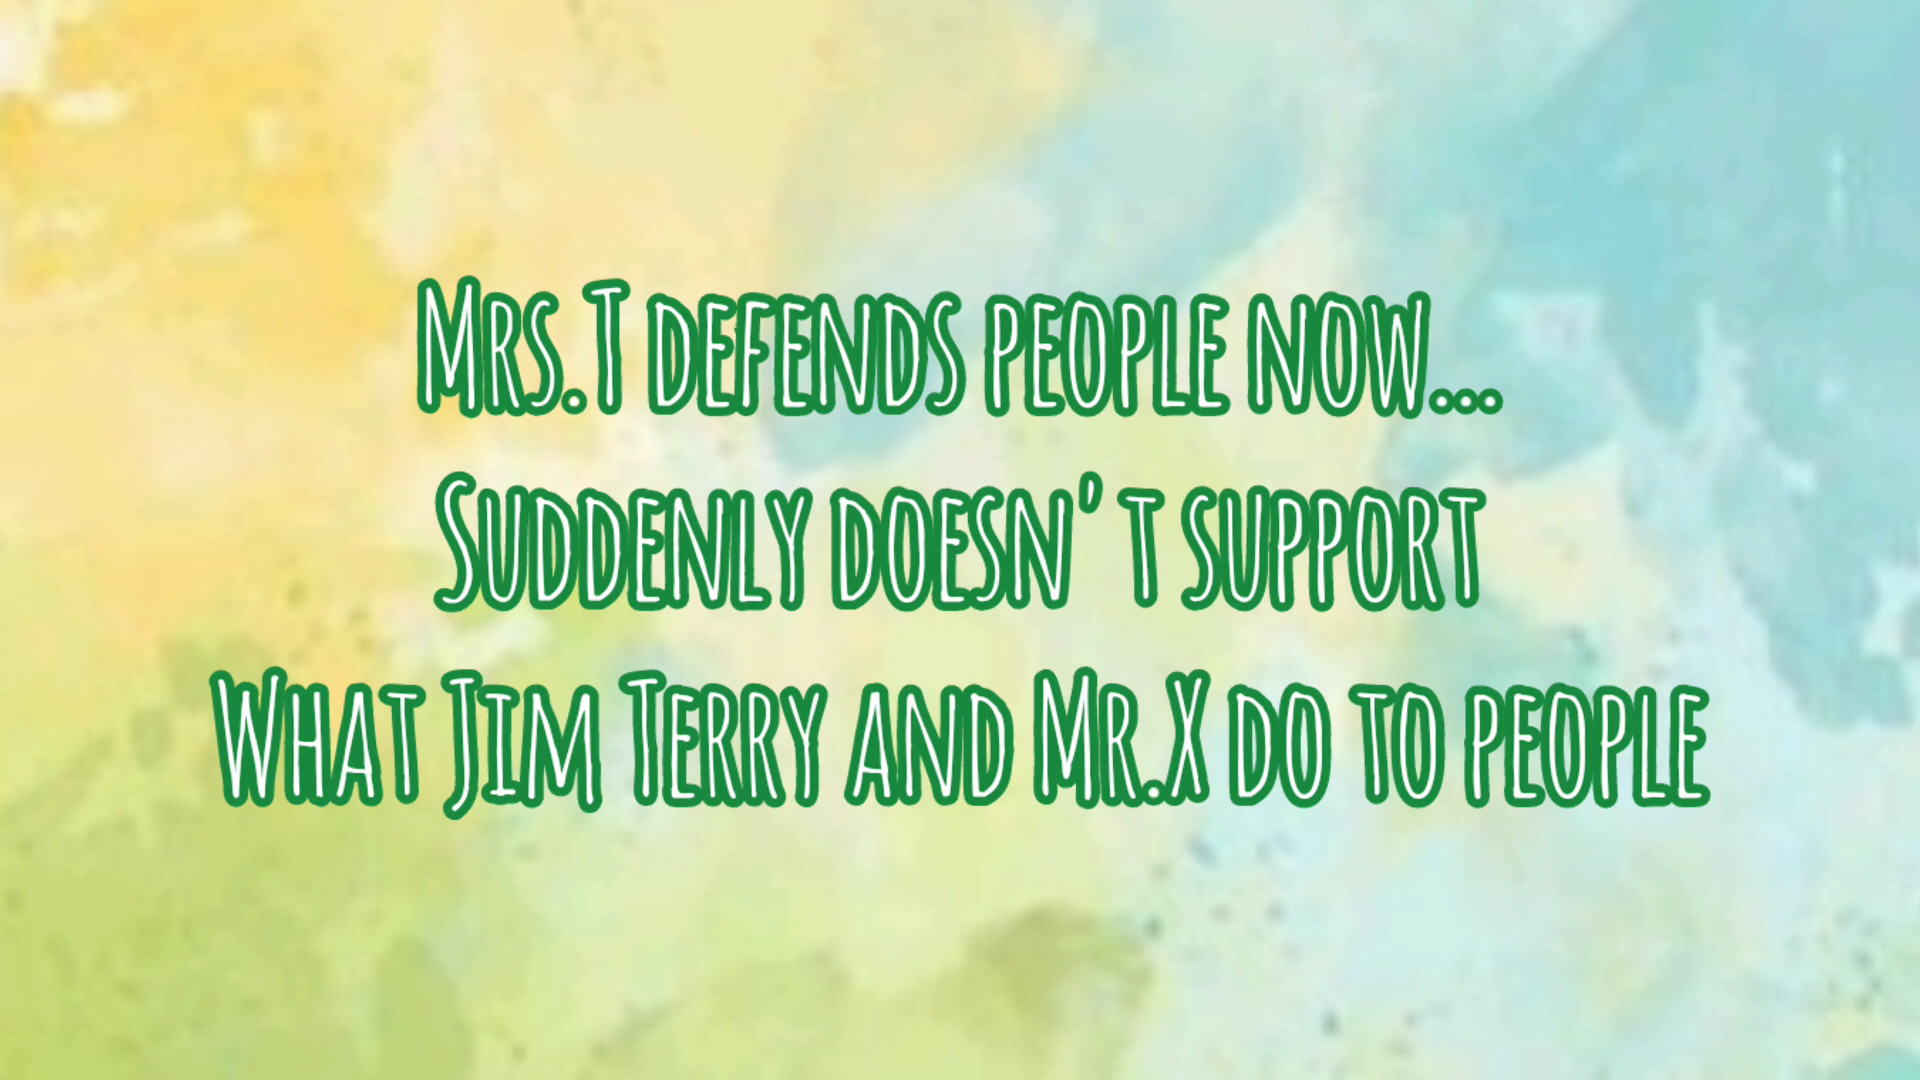 Mrs.T defends people now...
Suddenly doesn't support
What Jim Terry and Mr.X do to people